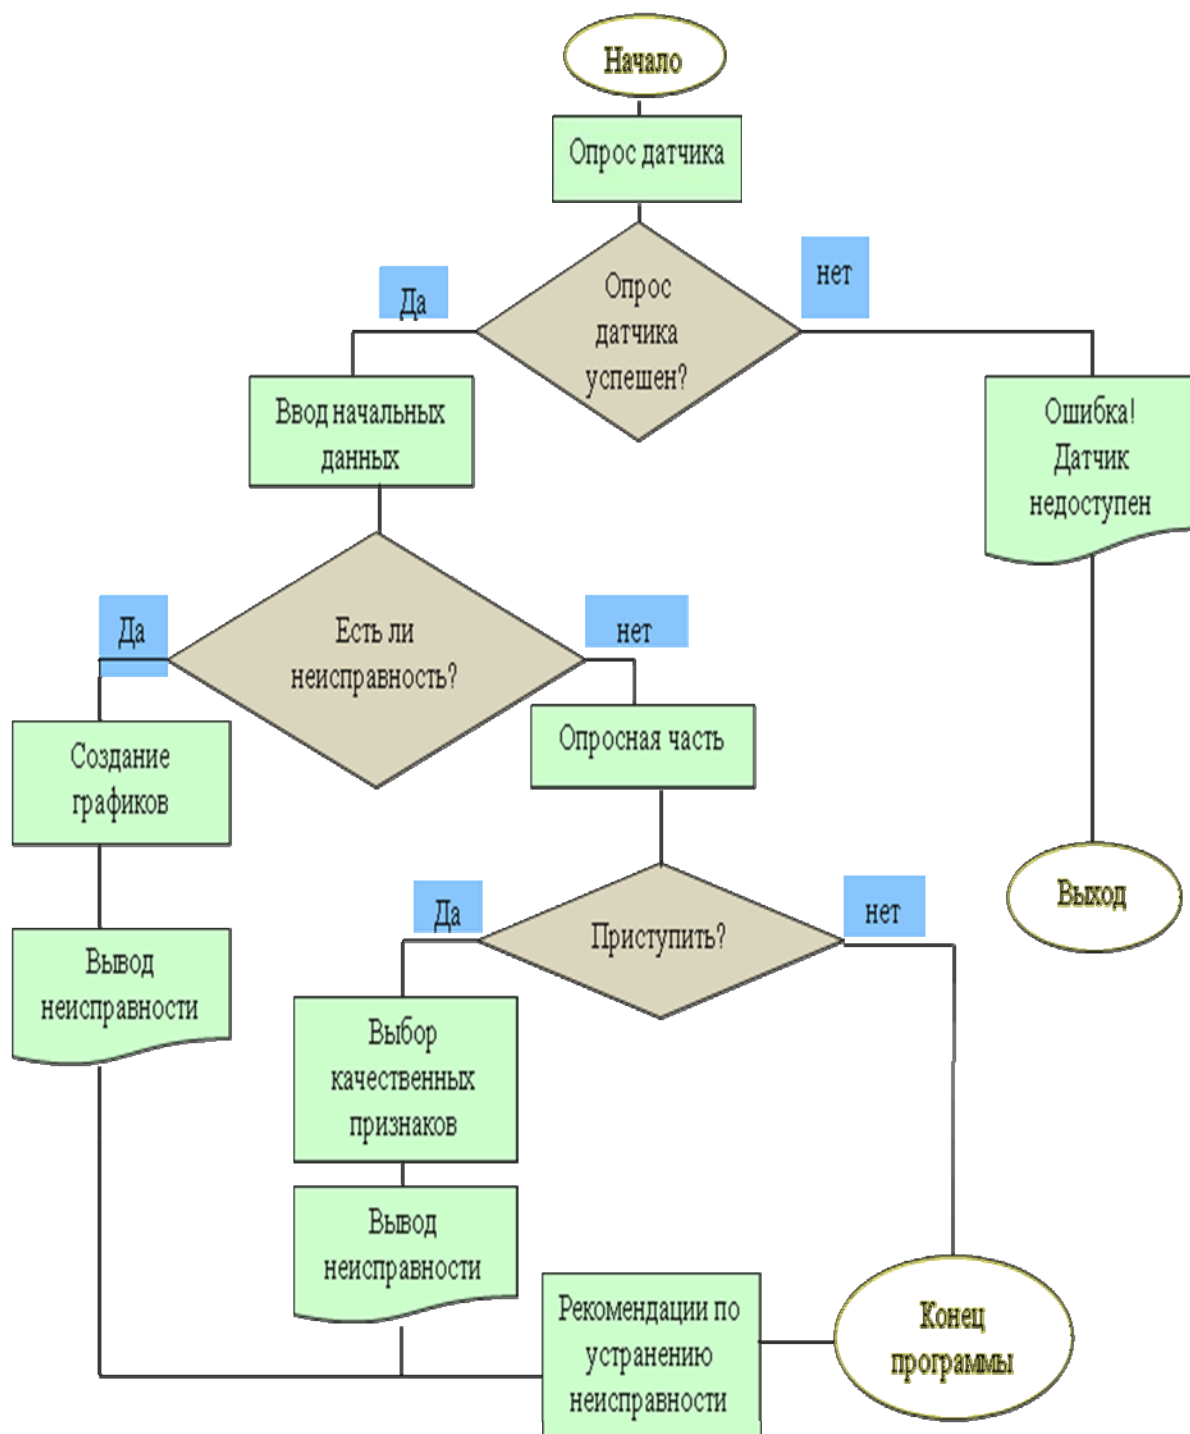 Начало
Опрос датчика
Да
Опрос
датчика
успешен?
нет
Ввод начальных
данных
Ошибка!
Датчик
недоступен
Да
Есть ли
неисправность?
нет
Создание
графиков
Опросная часть
Да
Приступить?
нет
Выход
Вывод
неисправности
Выбор
качественных
признаков
Вывод
неисправности
Рекомендации по
устранению
неисправности
Конец
программы